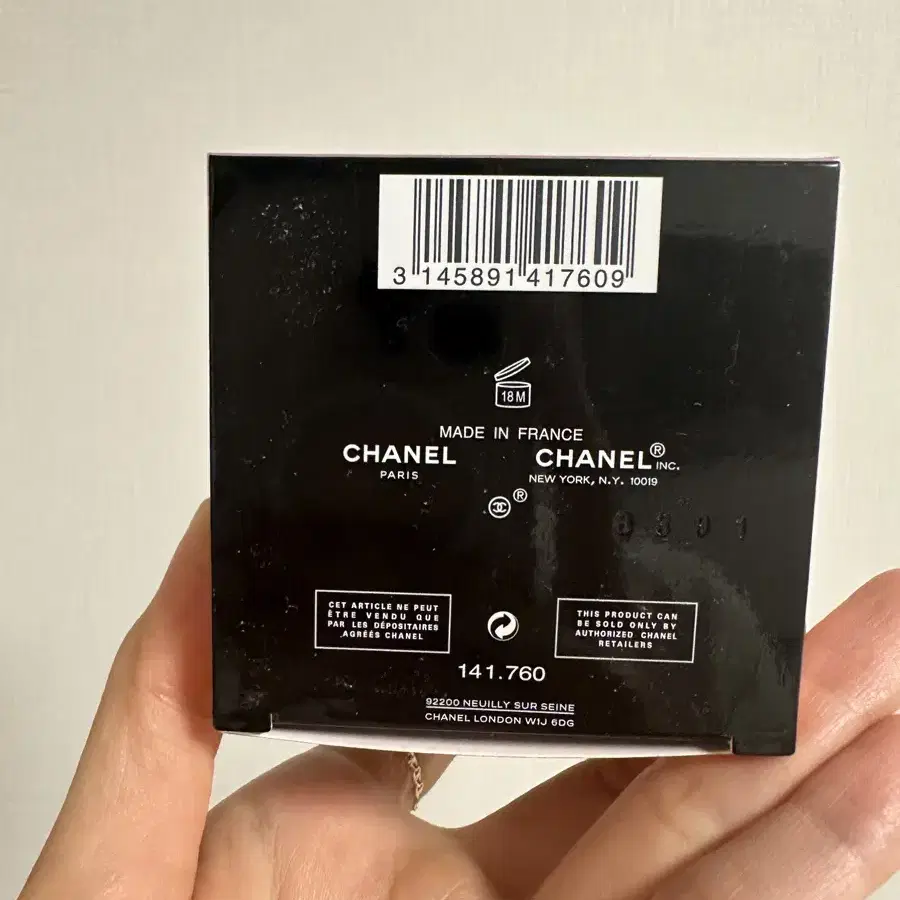 3 145891 417609
18 M
MADE IN FRANCE
CHANEL
PARIS
CHANEL® INC.
NEW YORK, N.Y. 10019
®
CET ARTICLE NE PEUT
ÊTRE VENDU QUE
PAR LES DÉPOSITAIRES
AGRÉÉS CHANEL
THIS PRODUCT CAN
BE SOLD ONLY BY
AUTHORIZED CHANEL
RETAILERS
141.760
92200 NEUILLY SUR SEINE
CHANEL LONDON W1J 6DG